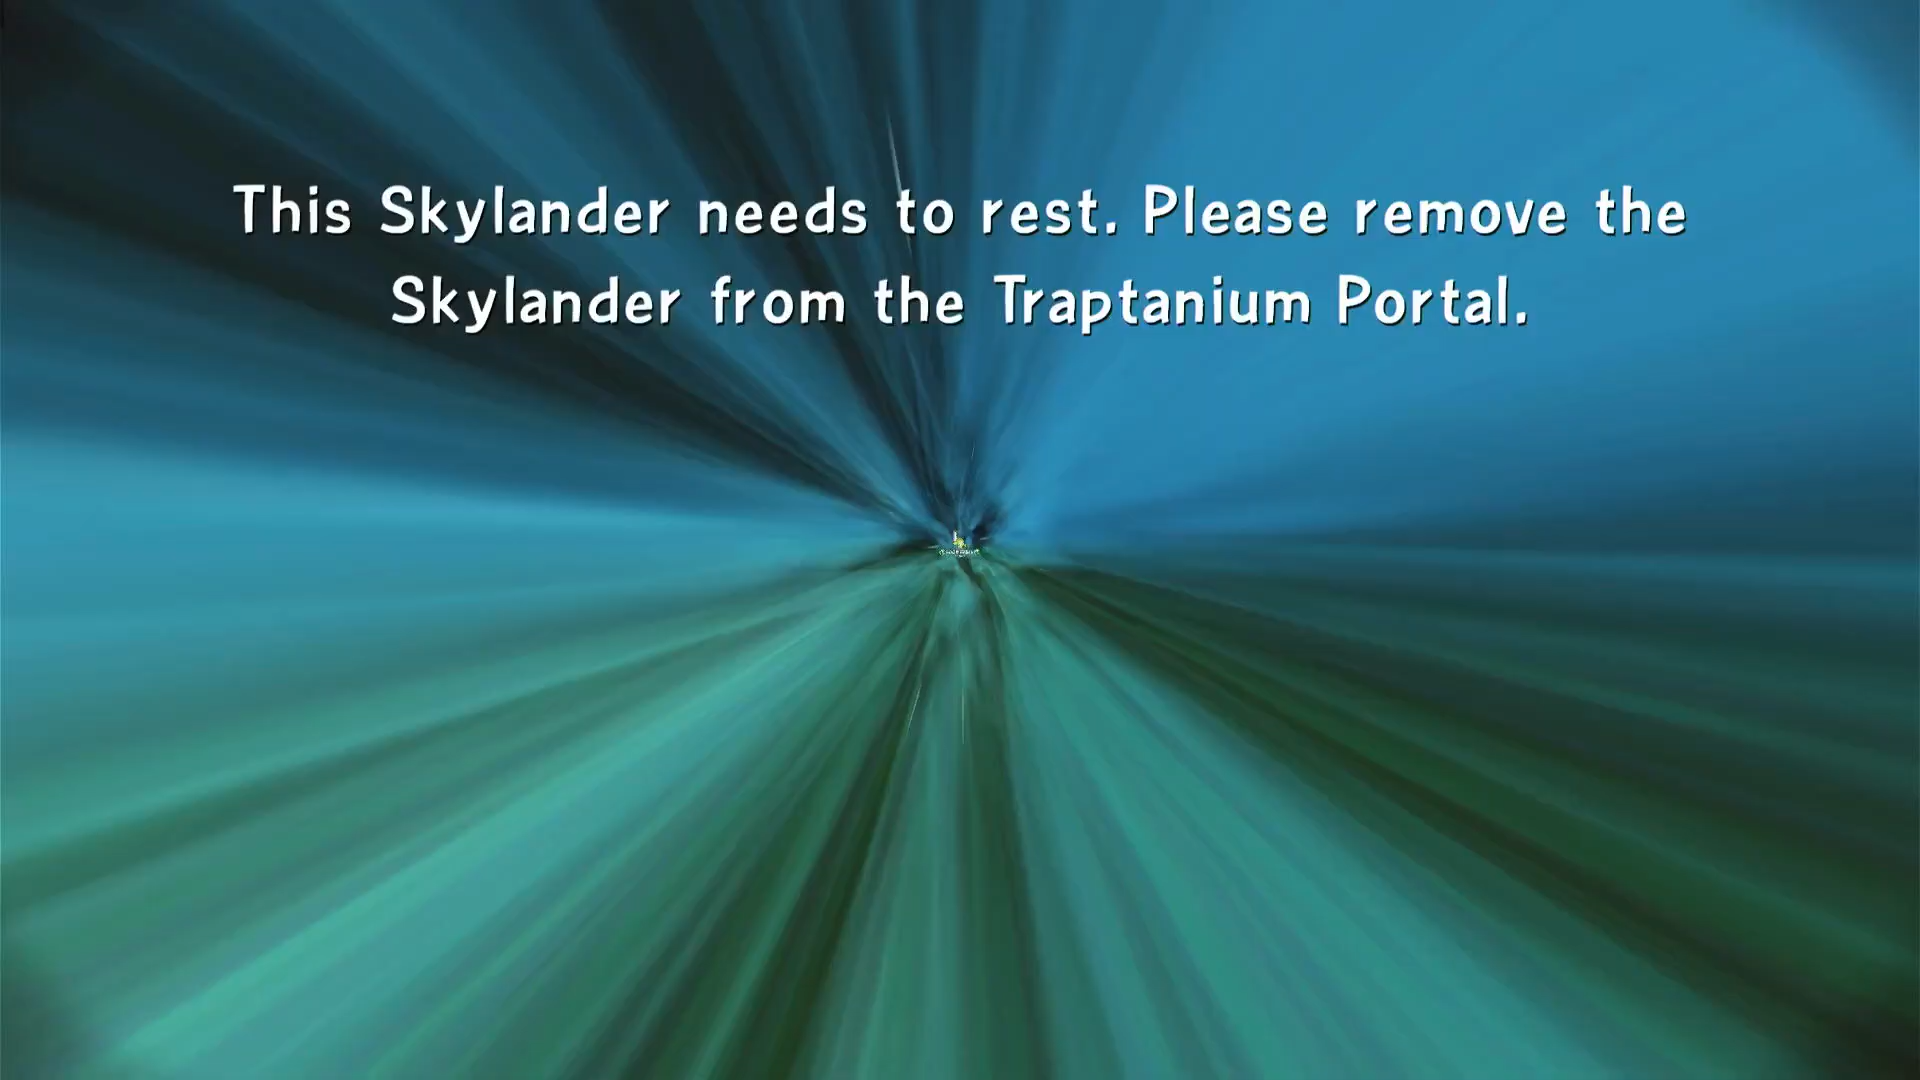 This Skylander needs to rest. Please remove the
Skylander from the Traptanium Portal.